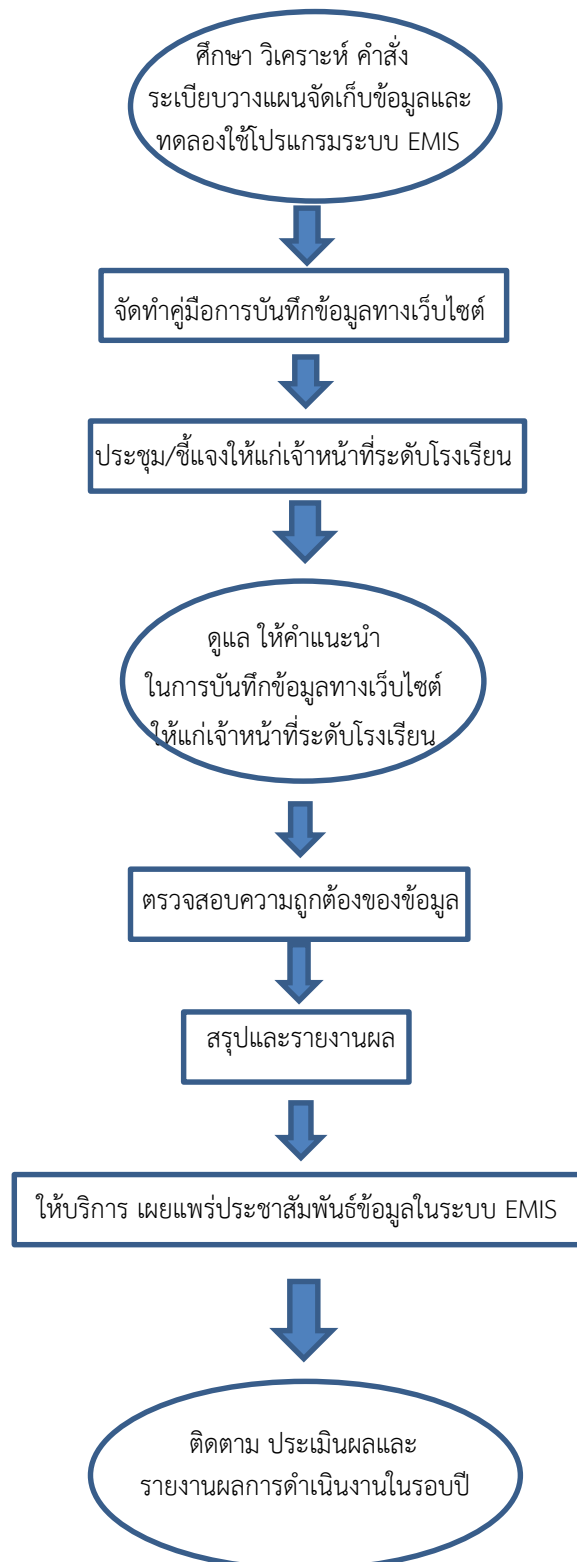 ศึกษา วิเคราะห์ คำสั่ง
ระเบียบวางแผนจัดเก็บข้อมูลและ
ทดลองใช้โปรแกรมระบบ EMIS
จัดทำคู่มือการบันทึกข้อมูลทางเว็บไซต์
ประชุม/ชี้แจงให้แก่เจ้าหน้าที่ระดับโรงเรียน
ดูแล ให้คำแนะนำ
ในการบันทึกข้อมูลทางเว็บไซต์
ให้แก่เจ้าหน้าที่ระดับโรงเรียน
ตรวจสอบความถูกต้องของข้อมูล
สรุปและรายงานผล
ให้บริการ เผยแพร่ประชาสัมพันธ์ข้อมูลในระบบ EMIS
ติดตาม ประเมินผลและ
รายงานผลการดำเนินงานในรอบปี